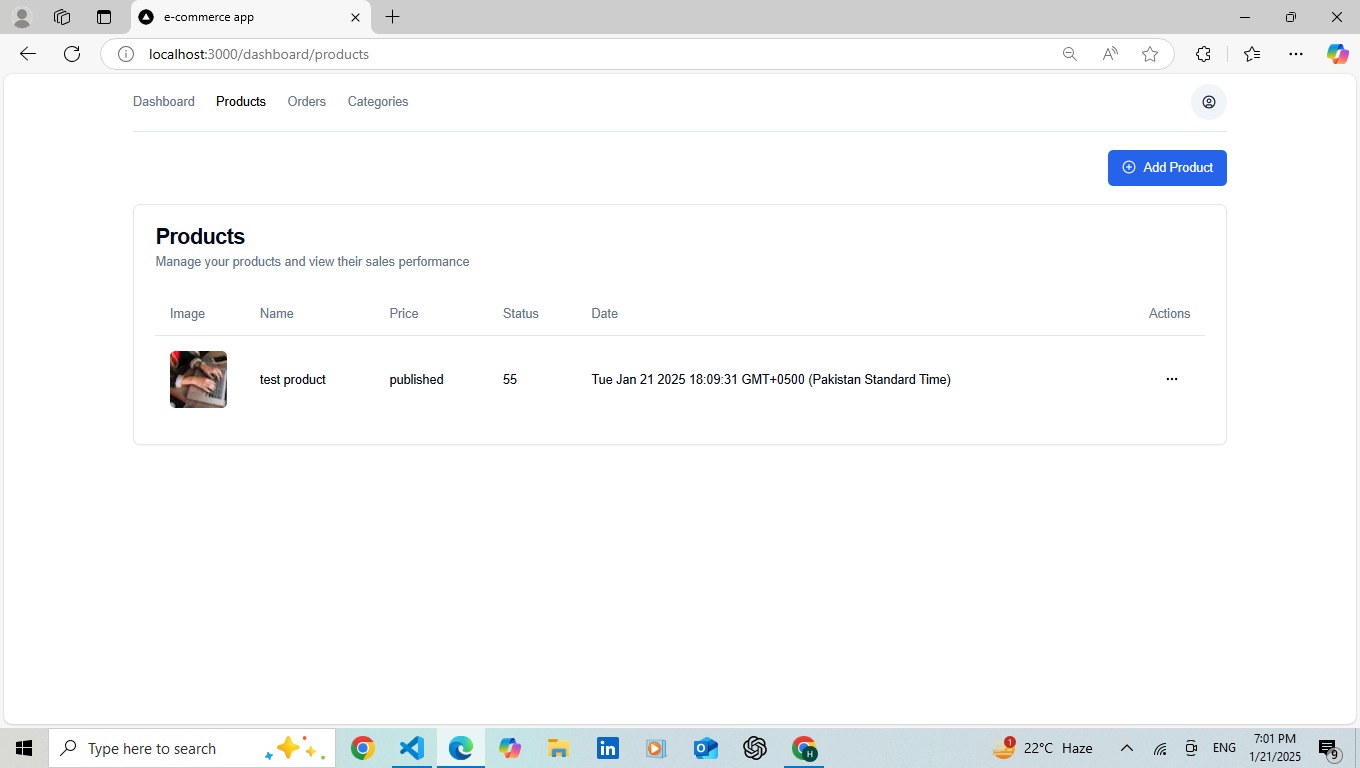 e-commerce app
localhost:3000/dashboard/products
Dashboard Products Orders Categories
Add Product
Products
Manage your products and view their sales performance
Image Name Price Status Date Actions
test product published 55 Tue Jan 21 2025 18:09:31 GMT+0500 (Pakistan Standard Time)
Type here to search
1
22°C Haze
ENG
7:01 PM
1/21/2025
9